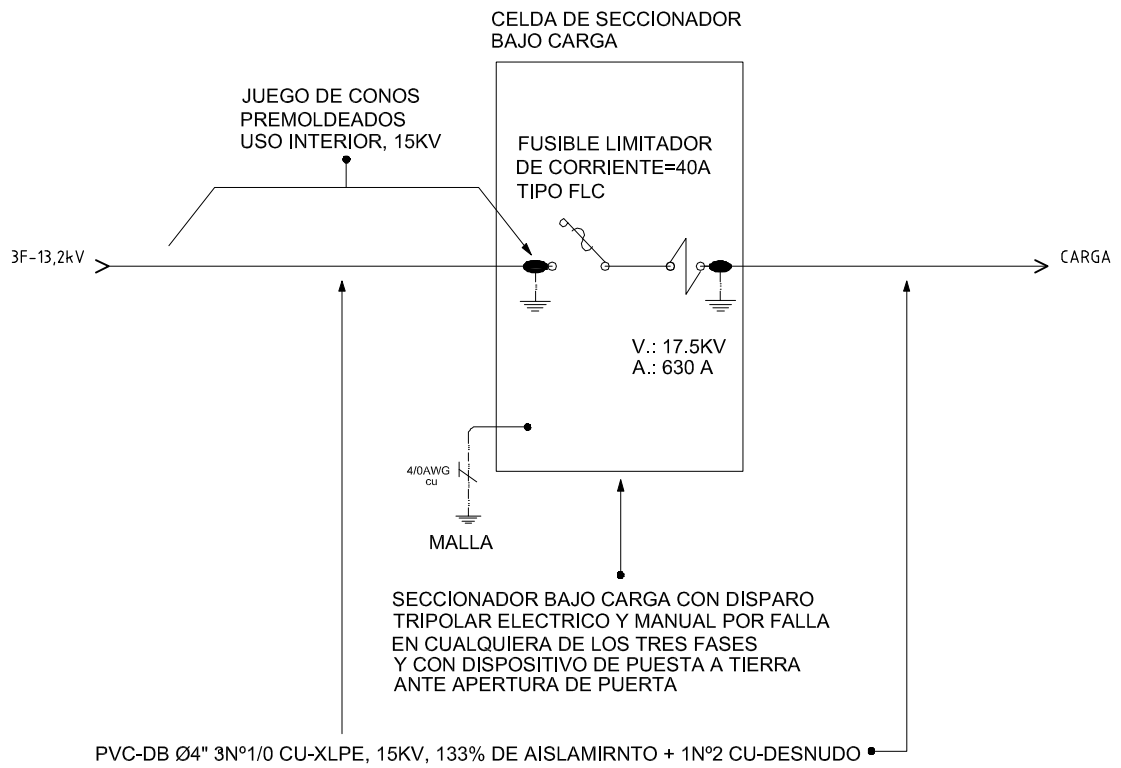 CELDA DE SECCIONADOR
BAJO CARGA
JUEGO DE CONOS
PREMOLDEADOS
USO INTERIOR, 15KV
FUSIBLE LIMITADOR
DE CORRIENTE=40A
TIPO FLC
3F-13,2kV
CARGA
V.: 17.5KV
A.: 630 A
4/0AWG
cu
MALLA
SECCIONADOR BAJO CARGA CON DISPARO
TRIPOLAR ELECTRICO Y MANUAL POR FALLA
EN CUALQUIERA DE LOS TRES FASES
Y CON DISPOSITIVO DE PUESTA A TIERRA
ANTE APERTURA DE PUERTA
PVC-DB Ø4" 3Nº1/0 CU-XLPE, 15KV, 133% DE AISLAMIRNTO + 1Nº2 CU-DESNUDO